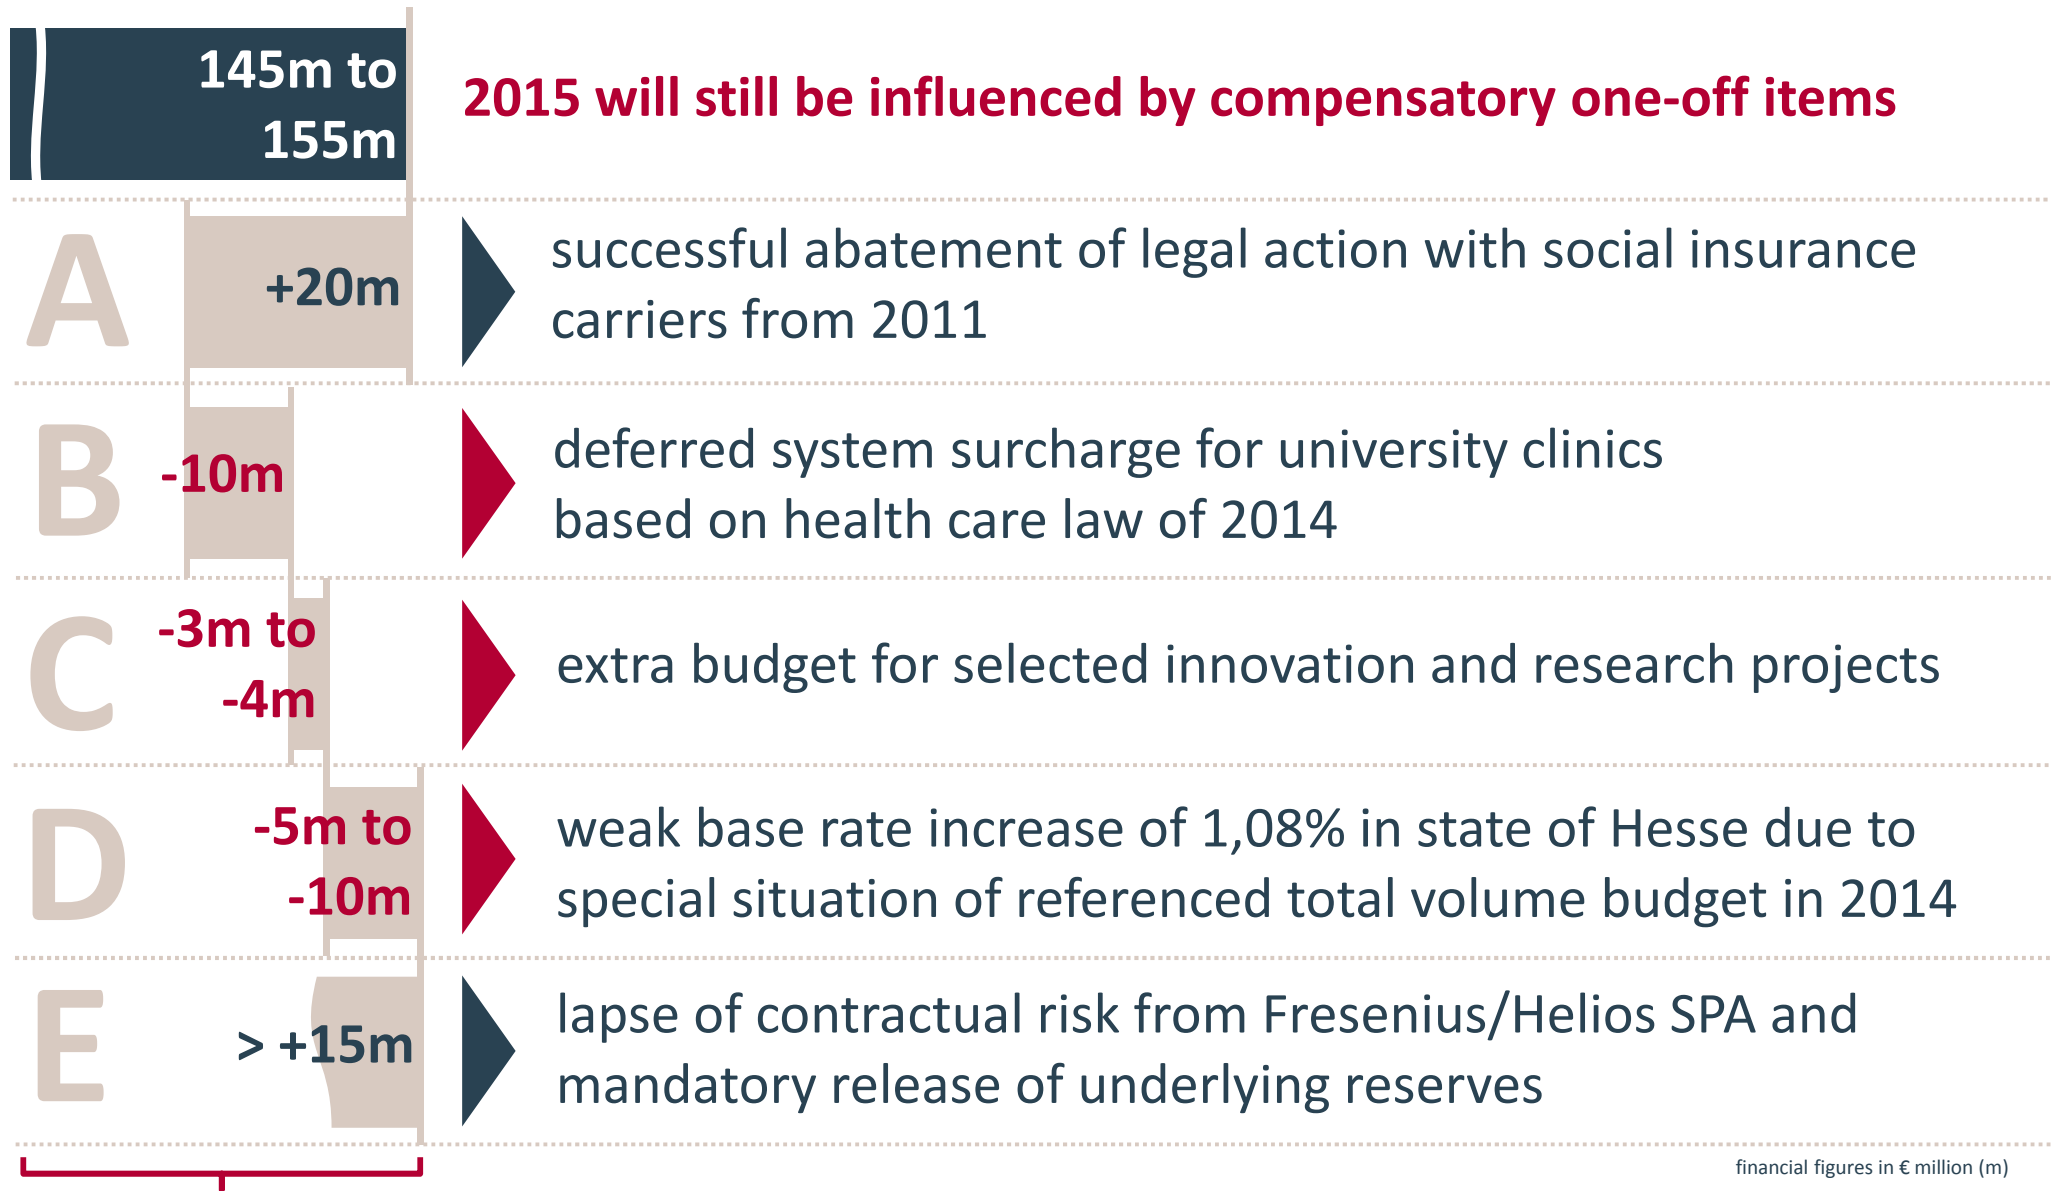 145m to
155m
2015 will still be influenced by compensatory one-off items
A
+20m
successful abatement of legal action with social insurance
carriers from 2011
B
-10m
deferred system surcharge for university clinics
based on health care law of 2014
C
-3m to
-4m
extra budget for selected innovation and research projects
D
-5m to
-10m
weak base rate increase of 1,08% in state of Hesse due to
special situation of referenced total volume budget in 2014
E
> +15m
lapse of contractual risk from Fresenius/Helios SPA and
mandatory release of underlying reserves
financial figures in € million (m)